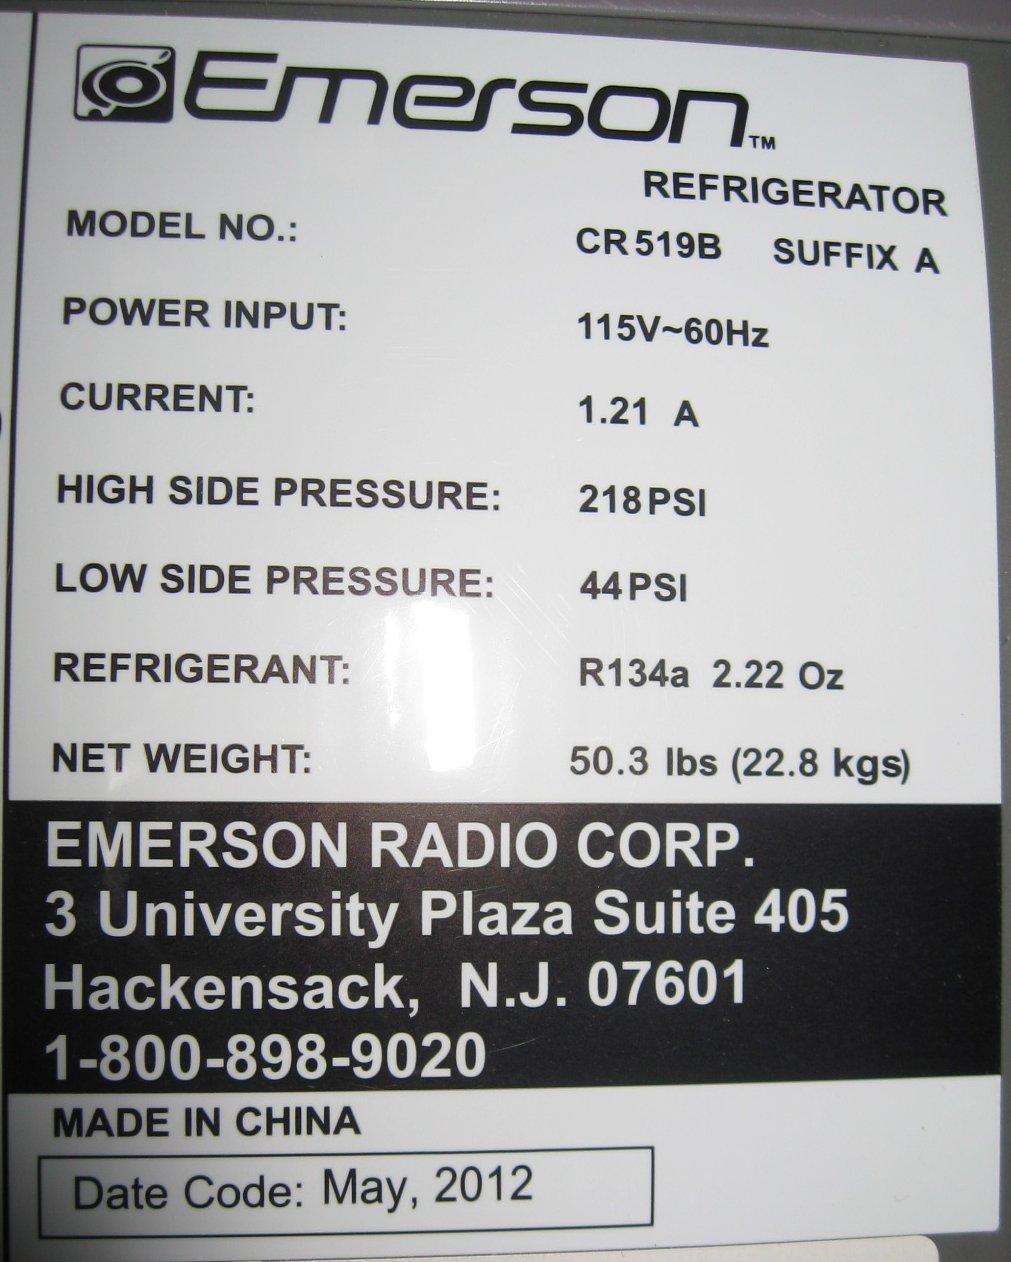 Emerson™
REFRIGERATOR
MODEL NO.: CR519B SUFFIX A
POWER INPUT: 115V~60Hz
CURRENT: 1.21 A
HIGH SIDE PRESSURE: 218PSI
LOW SIDE PRESSURE: 44PSI
REFRIGERANT: R134a 2.22 Oz
NET WEIGHT: 50.3 lbs (22.8 kgs)
EMERSON RADIO CORP.
3 University Plaza Suite 405
Hackensack, N.J. 07601
1-800-898-9020
MADE IN CHINA
Date Code: May, 2012